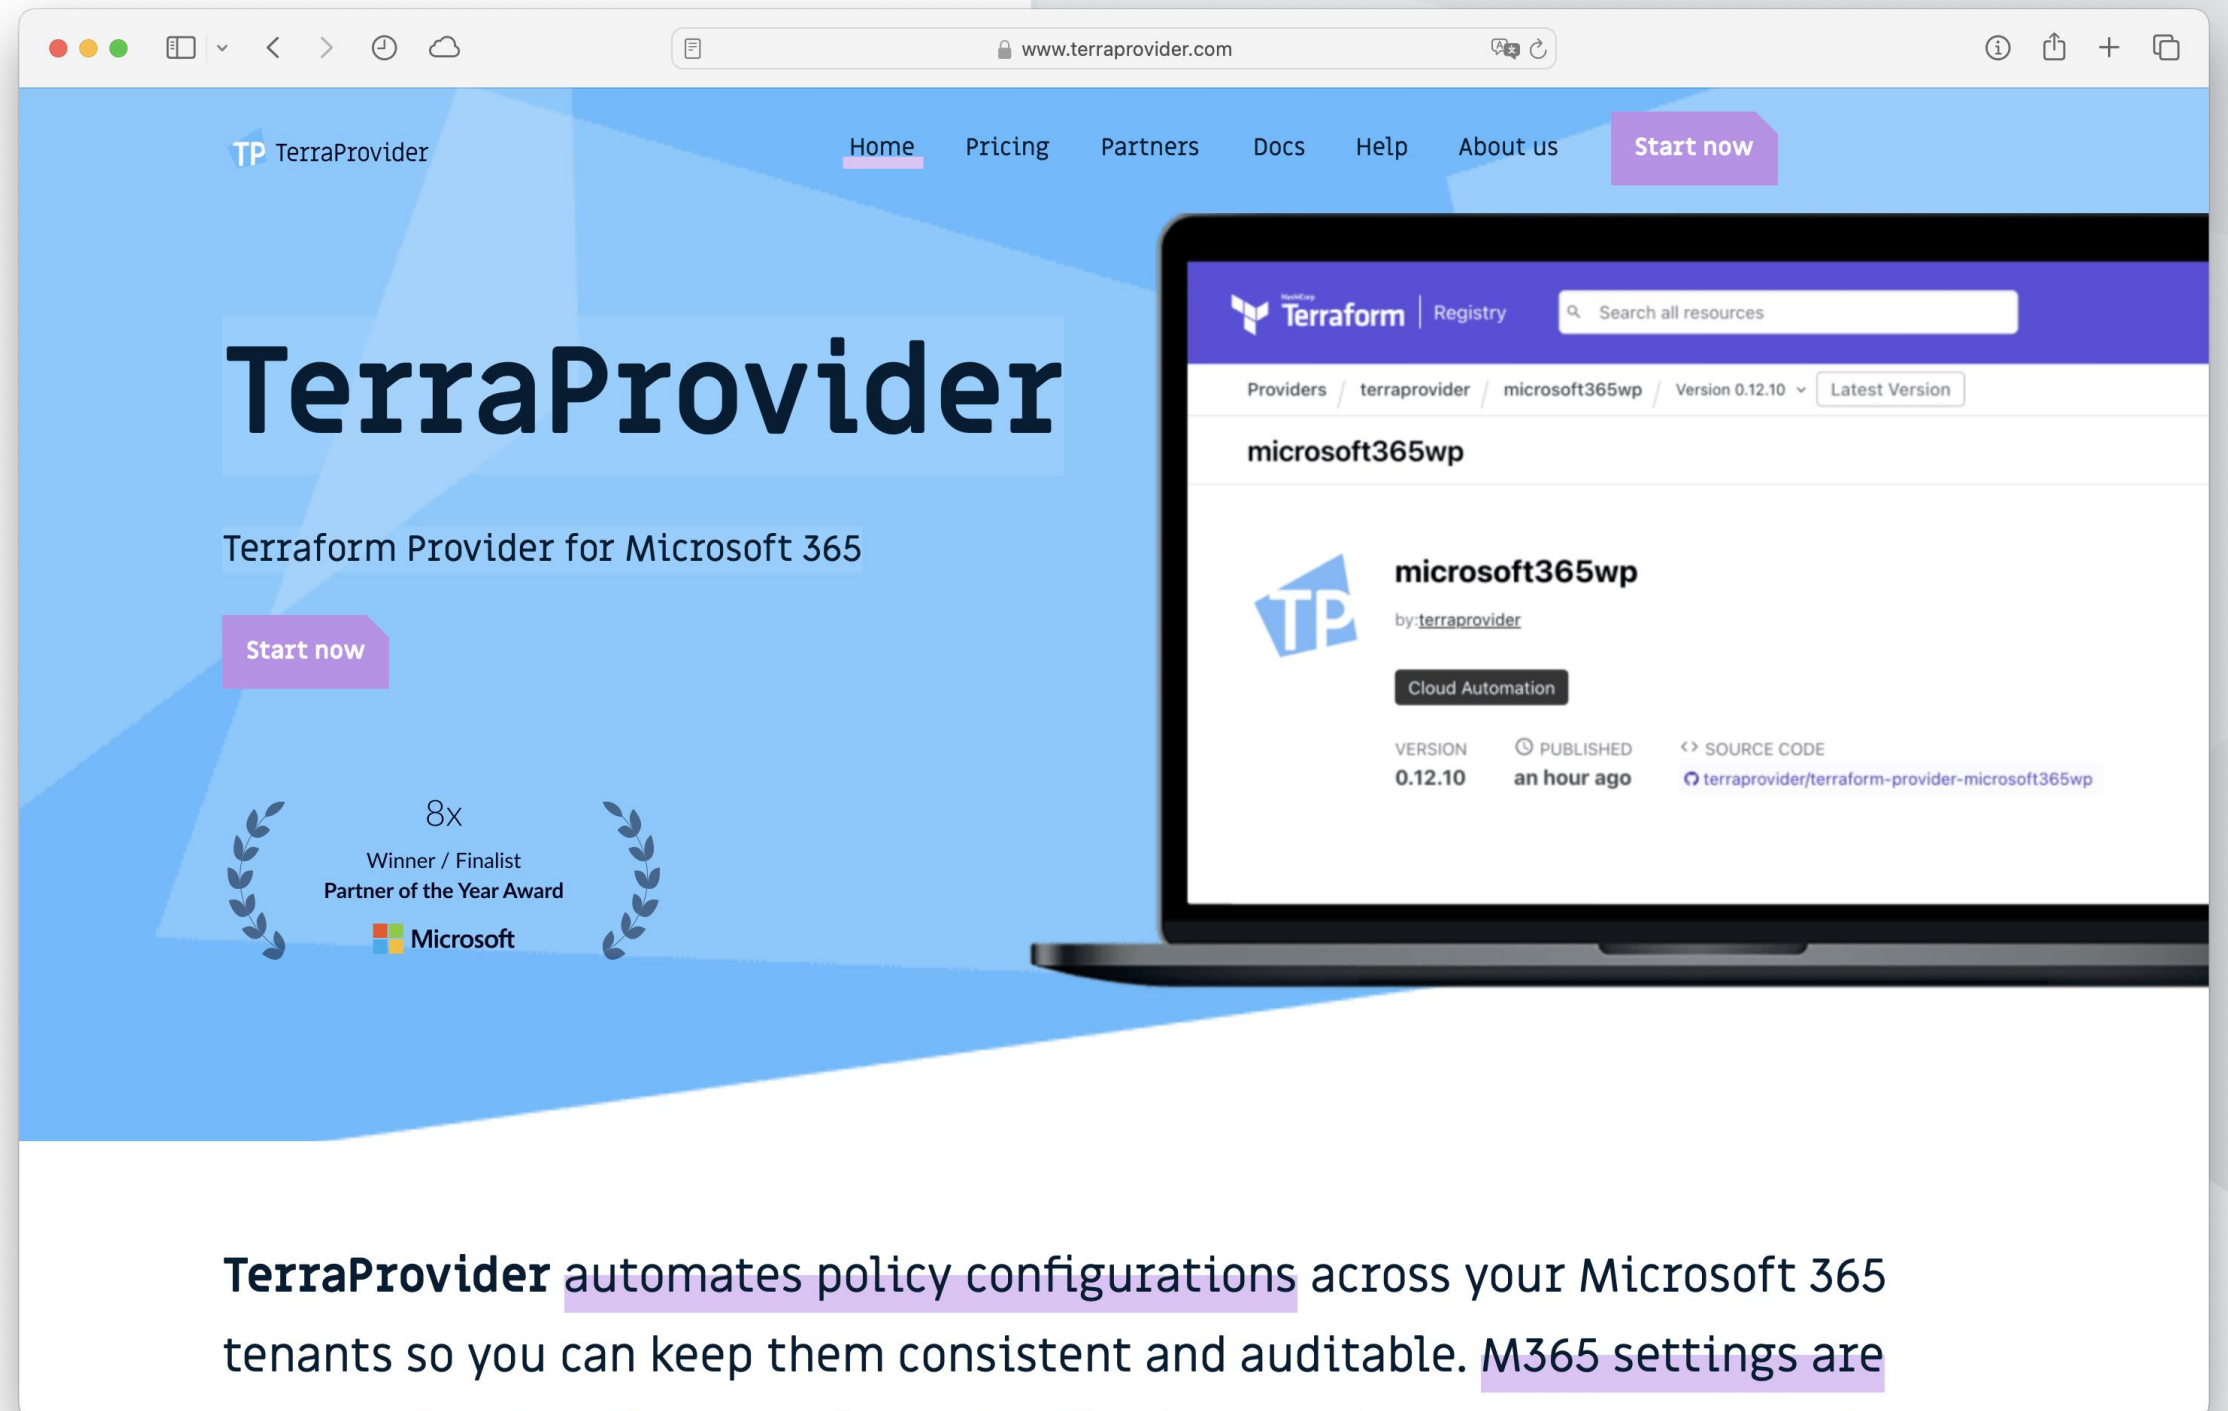 www.terraprovider.com
TP TerraProvider
Home Pricing Partners Docs Help About us Start now
TerraProvider
Terraform Provider for Microsoft 365
Start now
8x
Winner / Finalist
Partner of the Year Award
Microsoft
HashiCorp
Terraform Registry Search all resources
Providers / terraprovider / microsoft365wp / Version 0.12.10 Latest Version
microsoft365wp
TP
microsoft365wp
by:terraprovider
Cloud Automation
VERSION PUBLISHED <> SOURCE CODE
0.12.10 an hour ago terraprovider/terraform-provider-microsoft365wp
TerraProvider automates policy configurations across your Microsoft 365
tenants so you can keep them consistent and auditable. M365 settings are